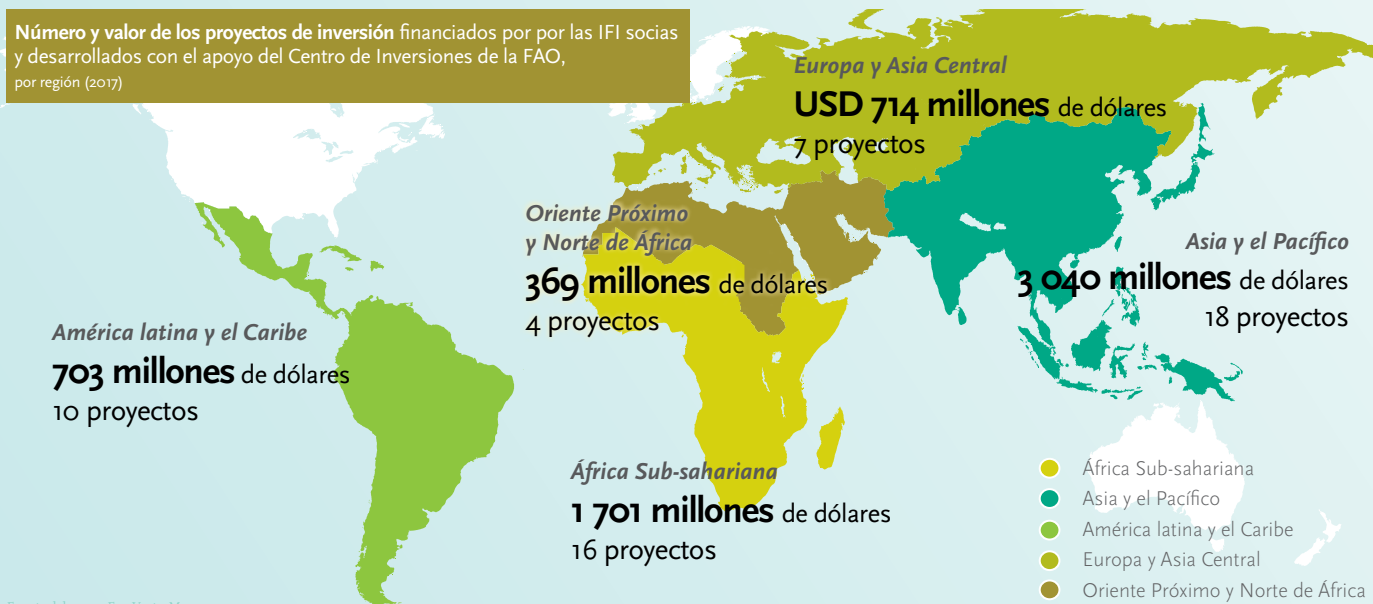 Número y valor de los proyectos de inversión financiados por por las IFI socias
y desarrollados con el apoyo del Centro de Inversiones de la FAO,
por región (2017)
Europa y Asia Central
USD 714 millones de dólares
7 proyectos
Oriente Próximo
y Norte de África
369 millones de dólares
4 proyectos
Asia y el Pacífico
3 040 millones de dólares
18 proyectos
América latina y el Caribe
703 millones de dólares
10 proyectos
África Sub-sahariana
1 701 millones de dólares
16 proyectos
África Sub-sahariana
Asia y el Pacífico
América latina y el Caribe
Europa y Asia Central
Oriente Próximo y Norte de África